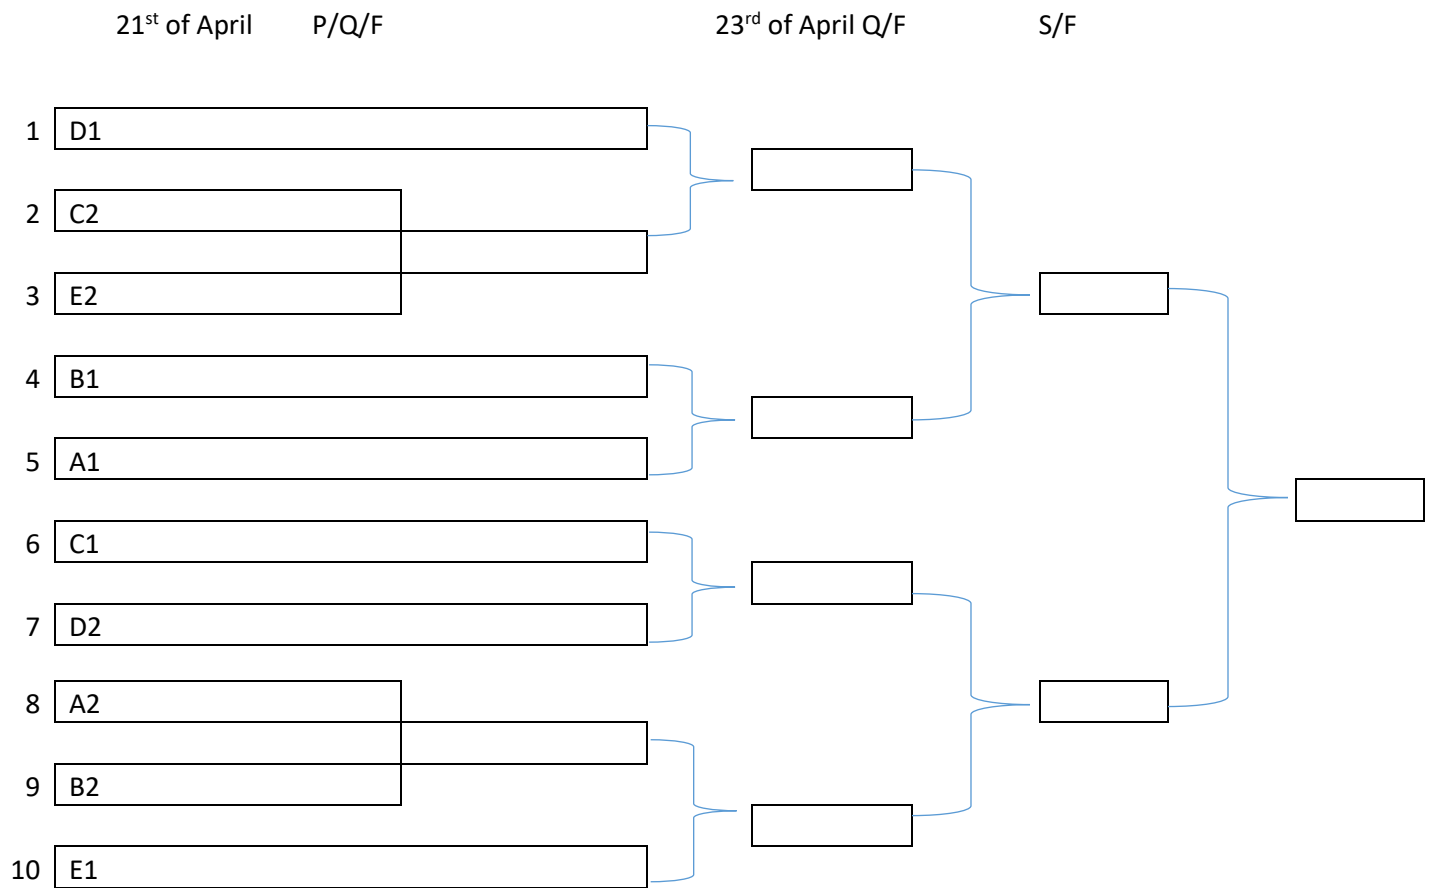 21st of April P/Q/F 23rd of April Q/F S/F
1 D1
2 C2
3 E2
4 B1
5 A1
6 C1
7 D2
8 A2
9 B2
10 E1